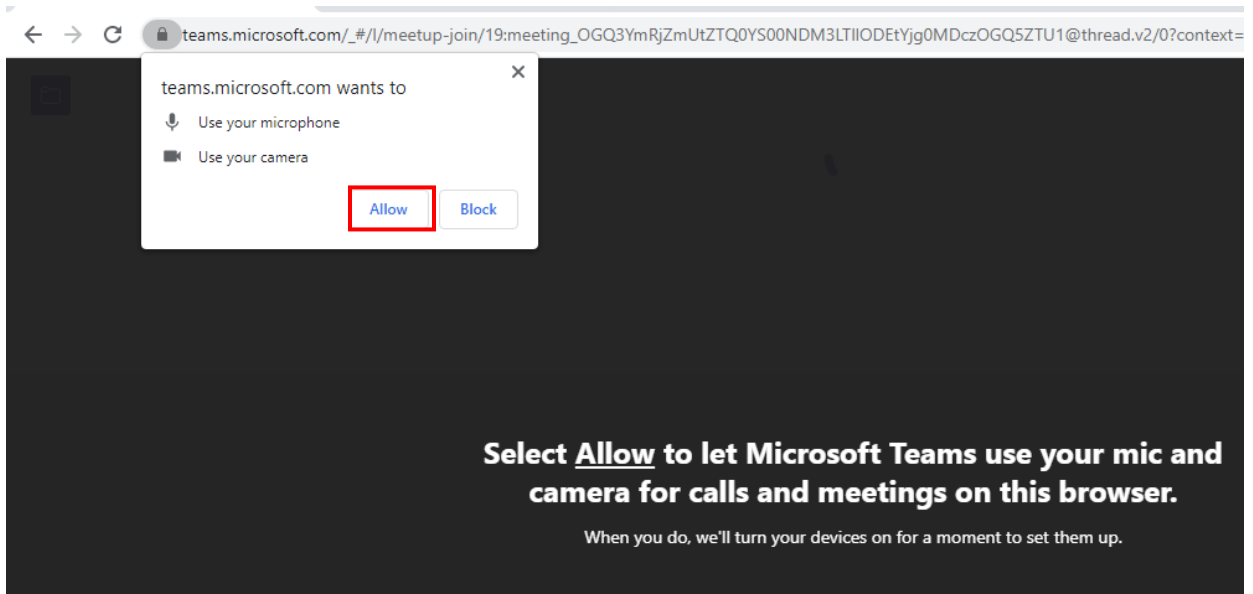 teams.microsoft.com/_#/l/meetup-join/19:meeting_OGQ3YmRjZmUtZTQ0YS00NDM3LTllODEtYjg0MDczOGQ5ZTU1@thread.v2/0?context=
teams.microsoft.com wants to
Use your microphone
Use your camera
Allow Block
Select Allow to let Microsoft Teams use your mic and
camera for calls and meetings on this browser.
When you do, we'll turn your devices on for a moment to set them up.